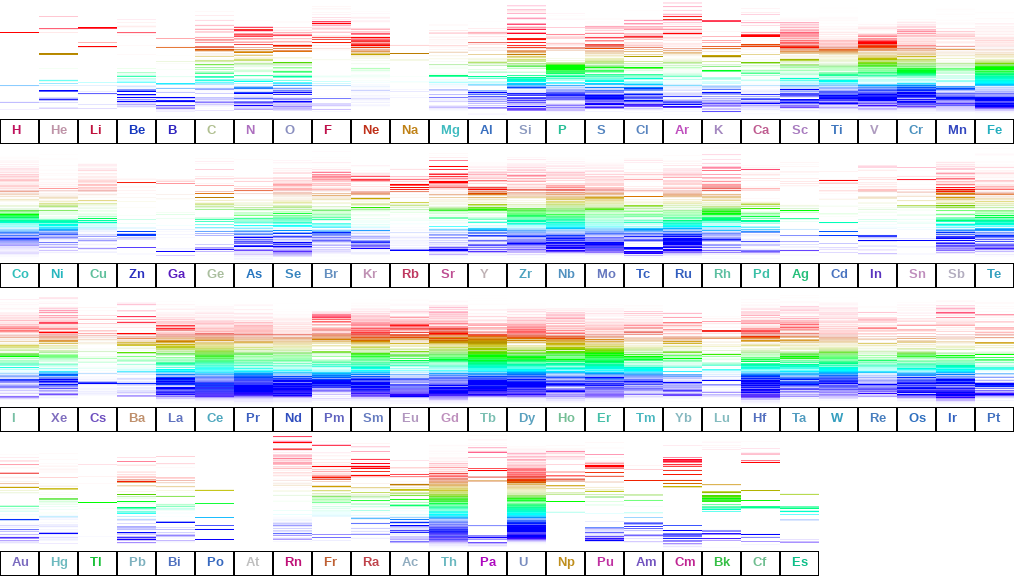 H He Li Be B C N O F Ne Na Mg Al Si P S Cl Ar K Ca Sc Ti V Cr Mn Fe
Co Ni Cu Zn Ga Ge As Se Br Kr Rb Sr Y Zr Nb Mo Tc Ru Rh Pd Ag Cd In Sn Sb Te
I Xe Cs Ba La Ce Pr Nd Pm Sm Eu Gd Tb Dy Ho Er Tm Yb Lu Hf Ta W Re Os Ir Pt
Au Hg Tl Pb Bi Po At Rn Fr Ra Ac Th Pa U Np Pu Am Cm Bk Cf Es